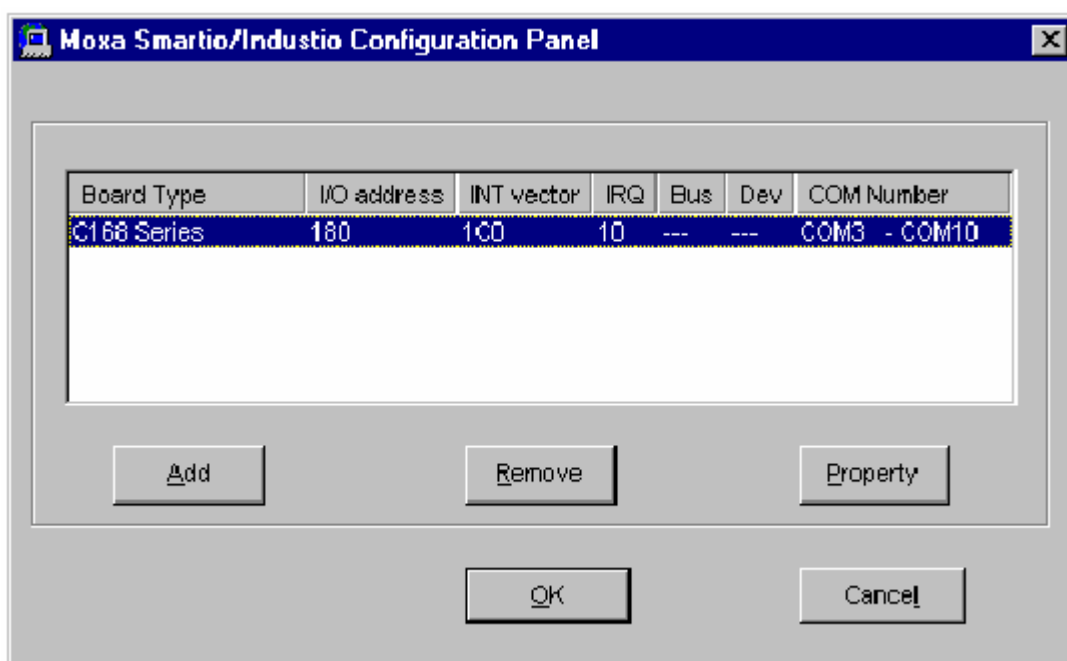 Moxa Smartio/Industio Configuration Panel
Board Type I/O address INT vector IRQ Bus Dev COM Number
C168 Series 180 1C0 10 --- --- COM3 - COM10
Add Remove Property
OK Cancel